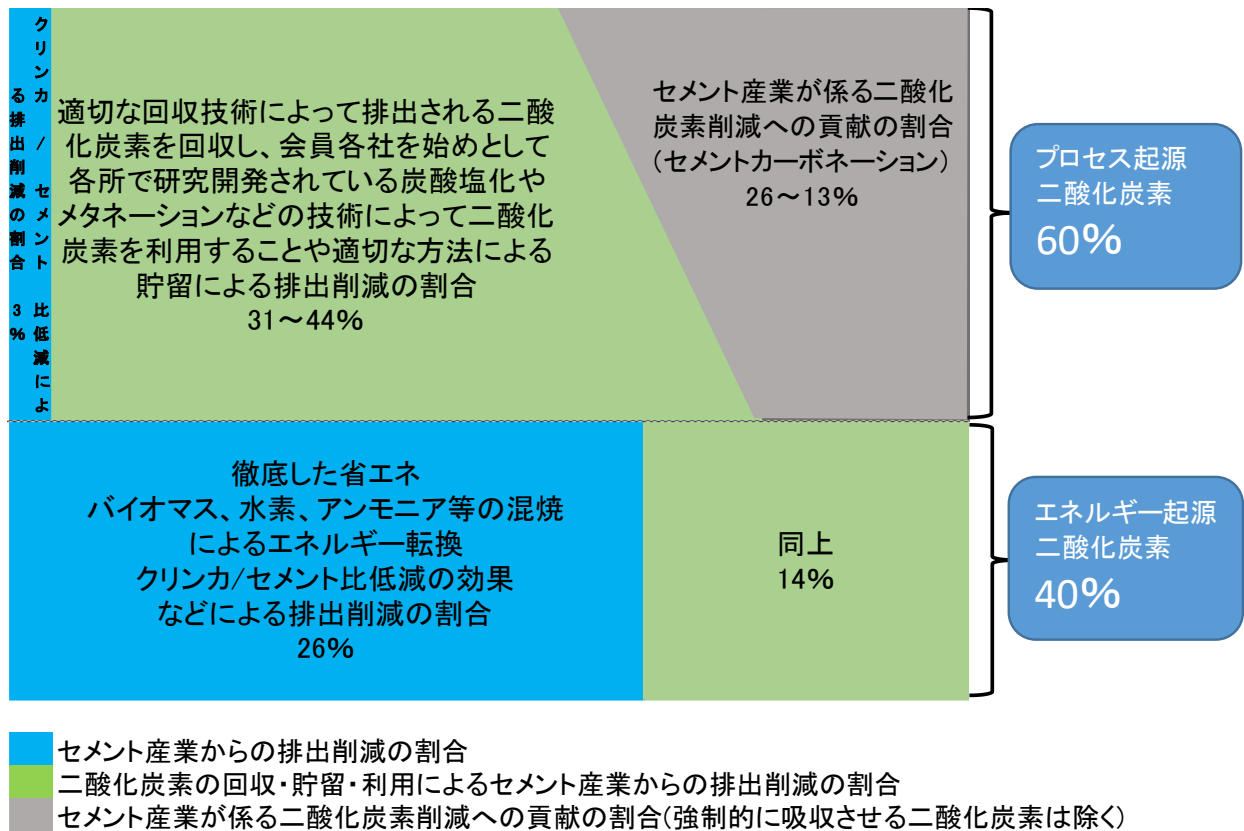 クリンカ/セメント 比低減によ
る排出削減の割合 3%
適切な回収技術によって排出される二酸
化炭素を回収し、会員各社を始めとして
各所で研究開発されている炭酸塩化や
メタネーションなどの技術によって二酸化
炭素を利用することや適切な方法による
貯留による排出削減の割合
31～44%
セメント産業が係る二酸化
炭素削減への貢献の割合
(セメントカーボネーション)
26～13%
プロセス起源
二酸化炭素
60%
徹底した省エネ
バイオマス、水素、アンモニア等の混焼
によるエネルギー転換
クリンカ/セメント比低減の効果
などによる排出削減の割合
26%
同上
14%
エネルギー起源
二酸化炭素
40%
セメント産業からの排出削減の割合
二酸化炭素の回収・貯留・利用によるセメント産業からの排出削減の割合
セメント産業が係る二酸化炭素削減への貢献の割合(強制的に吸収させる二酸化炭素は除く)